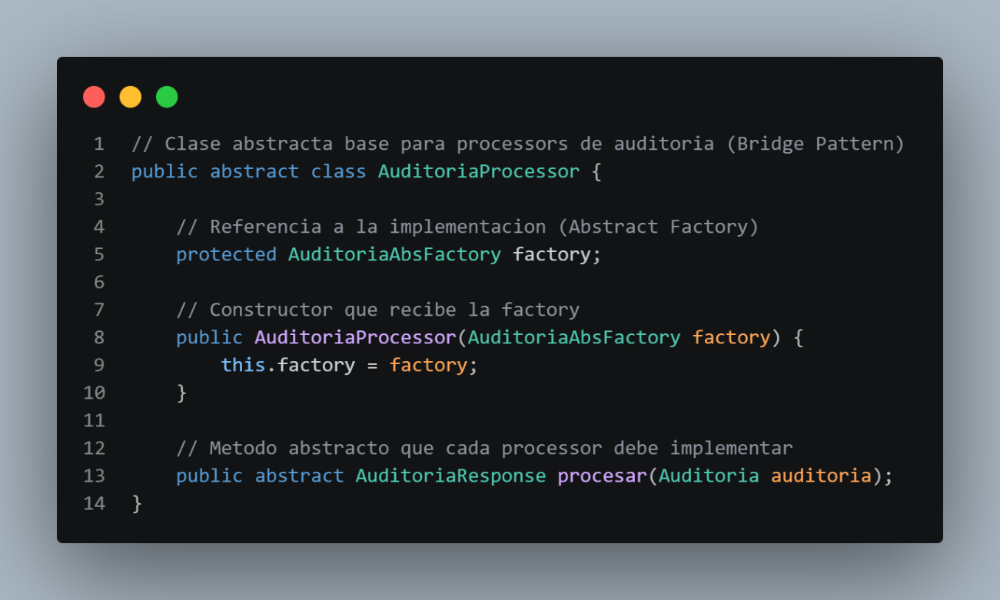 1 // Clase abstracta base para processors de auditoria (Bridge Pattern)
2 public abstract class AuditoriaProcessor {
3
4     // Referencia a la implementacion (Abstract Factory)
5     protected AuditoriaAbsFactory factory;
6
7     // Constructor que recibe la factory
8     public AuditoriaProcessor(AuditoriaAbsFactory factory) {
9         this.factory = factory;
10     }
11
12     // Metodo abstracto que cada processor debe implementar
13     public abstract AuditoriaResponse procesar(Auditoria auditoria);
14 }